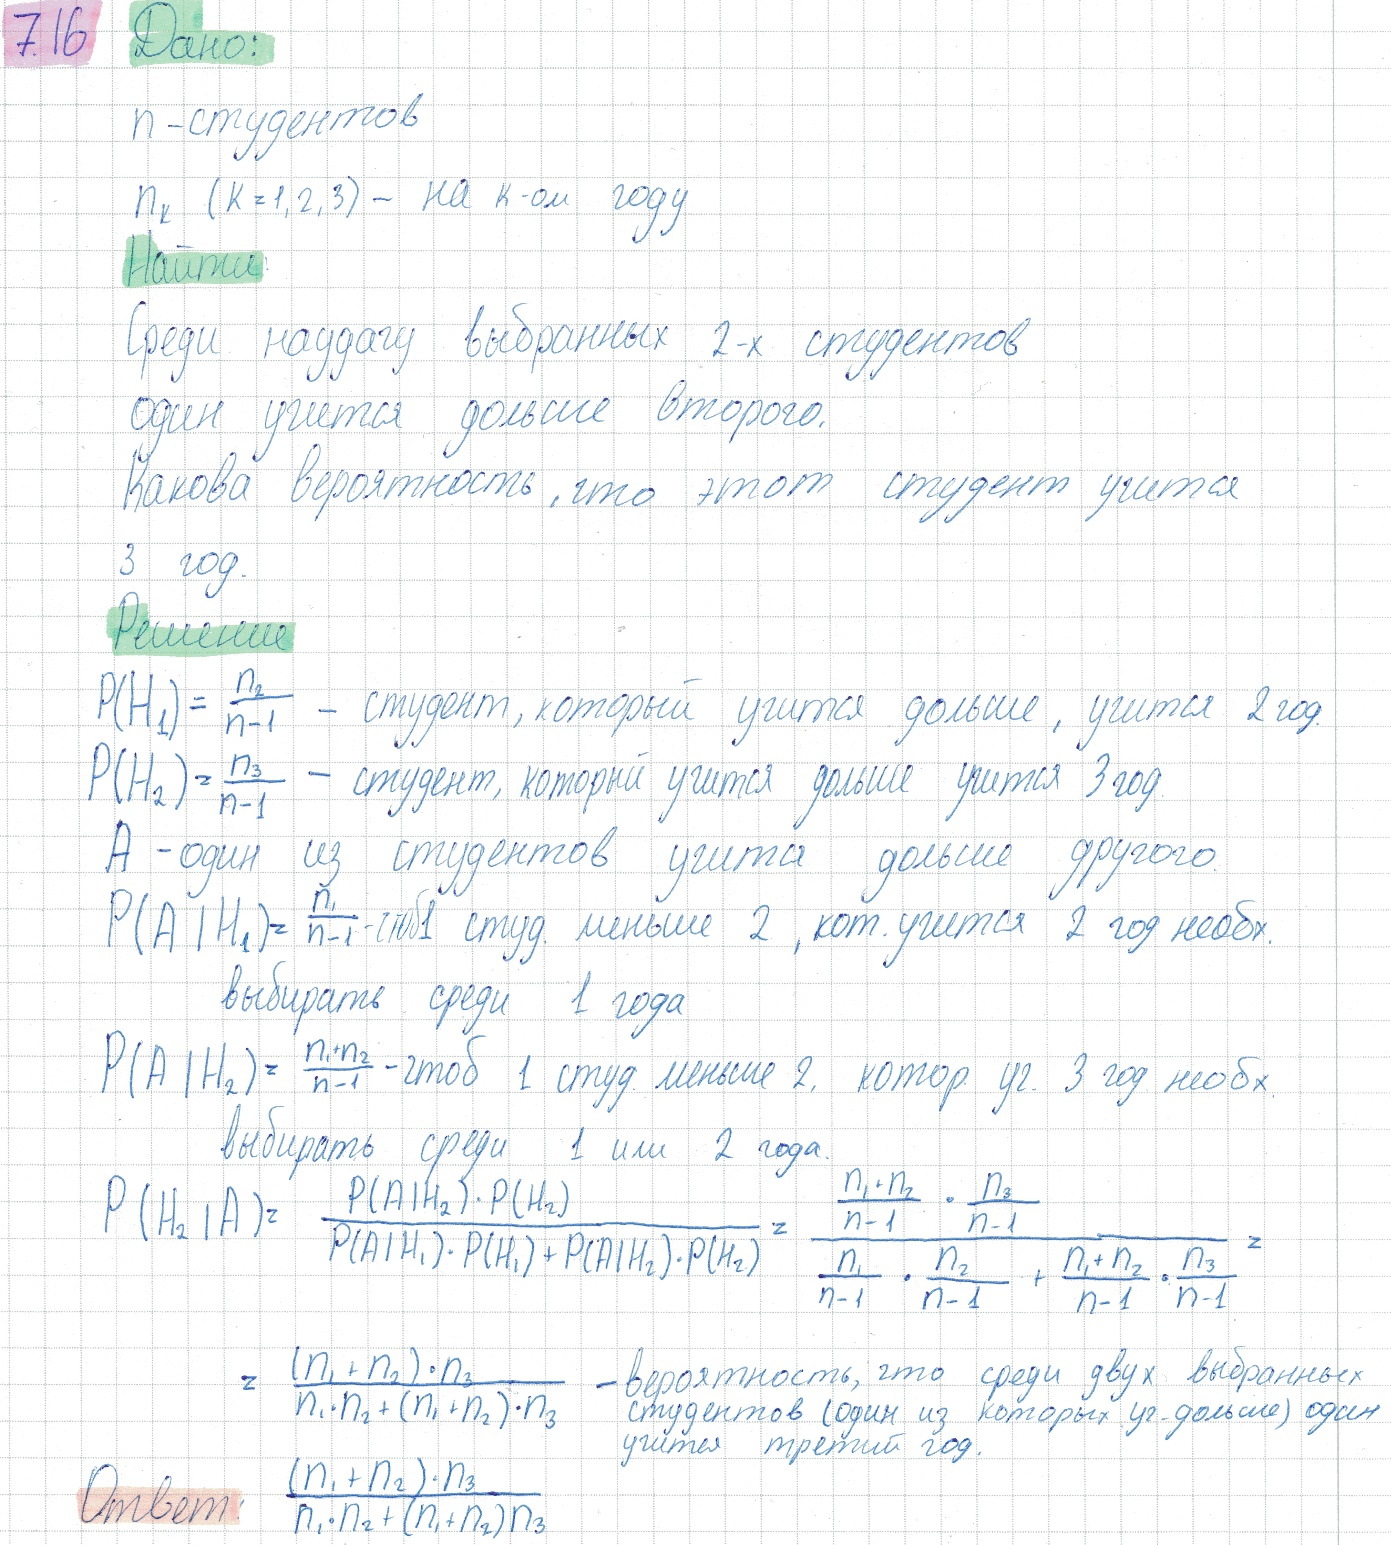 7.16 Дано:
n - студентов
nₖ (k = 1, 2, 3) - на к-ом году
Найти:
Среди наудачу выбранных 2-х студентов
один учится дольше второго.
Какова вероятность, что этот студент учится
3 год.
Решение
P(H₁) = n₂/(n-1) - студент, который учится дольше, учится 2 год.
P(H₂) = n₃/(n-1) - студент, который учится дольше учится 3 год.
A - один из студентов учится дольше другого.
P(A|H₁) = n₁/(n-1) - чтоб 1 студ. меньше 2, кот. учится 2 год необх.
выбирать среди 1 года
P(A|H₂) = (n₁+n₂)/(n-1) - чтоб 1 студ. меньше 2, котор. уч. 3 год необх.
выбирать среди 1 или 2 года.
P(H₂|A) = (P(A|H₂)·P(H₂))/(P(A|H₁)·P(H₁)+P(A|H₂)·P(H₂)) = ((n₁+n₂)/(n-1) · n₃/(n-1))/(n₁/(n-1) · n₂/(n-1) + (n₁+n₂)/(n-1) · n₃/(n-1)) =
= ((n₁+n₂)·n₃)/(n₁·n₂+(n₁+n₂)·n₃) - вероятность, что среди двух выбранных
студентов (один из которых уч. дольше) один
учится третий год.
Ответ: ((n₁+n₂)·n₃)/(n₁·n₂+(n₁+n₂)n₃)